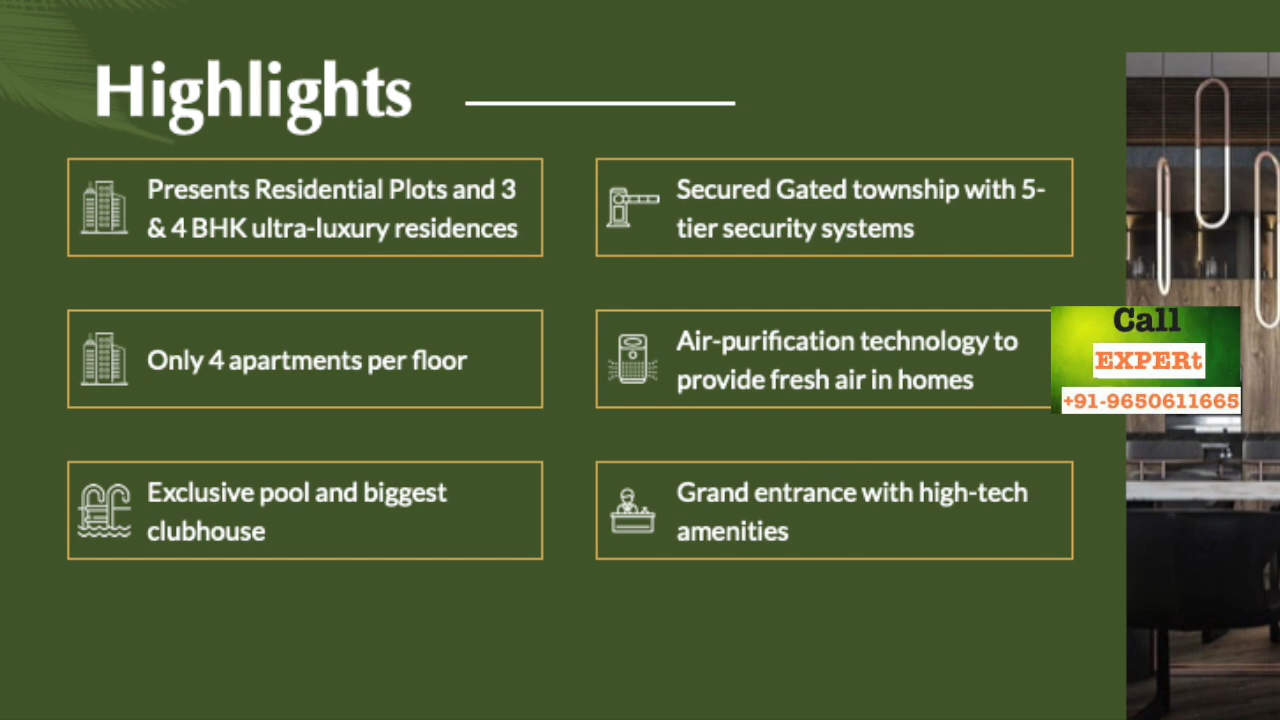 Highlights
Presents Residential Plots and 3
& 4 BHK ultra-luxury residences
Secured Gated township with 5-
tier security systems
Only 4 apartments per floor
Air-purification technology to
provide fresh air in homes
Call
EXPERt
+91-9650611665
Exclusive pool and biggest
clubhouse
Grand entrance with high-tech
amenities